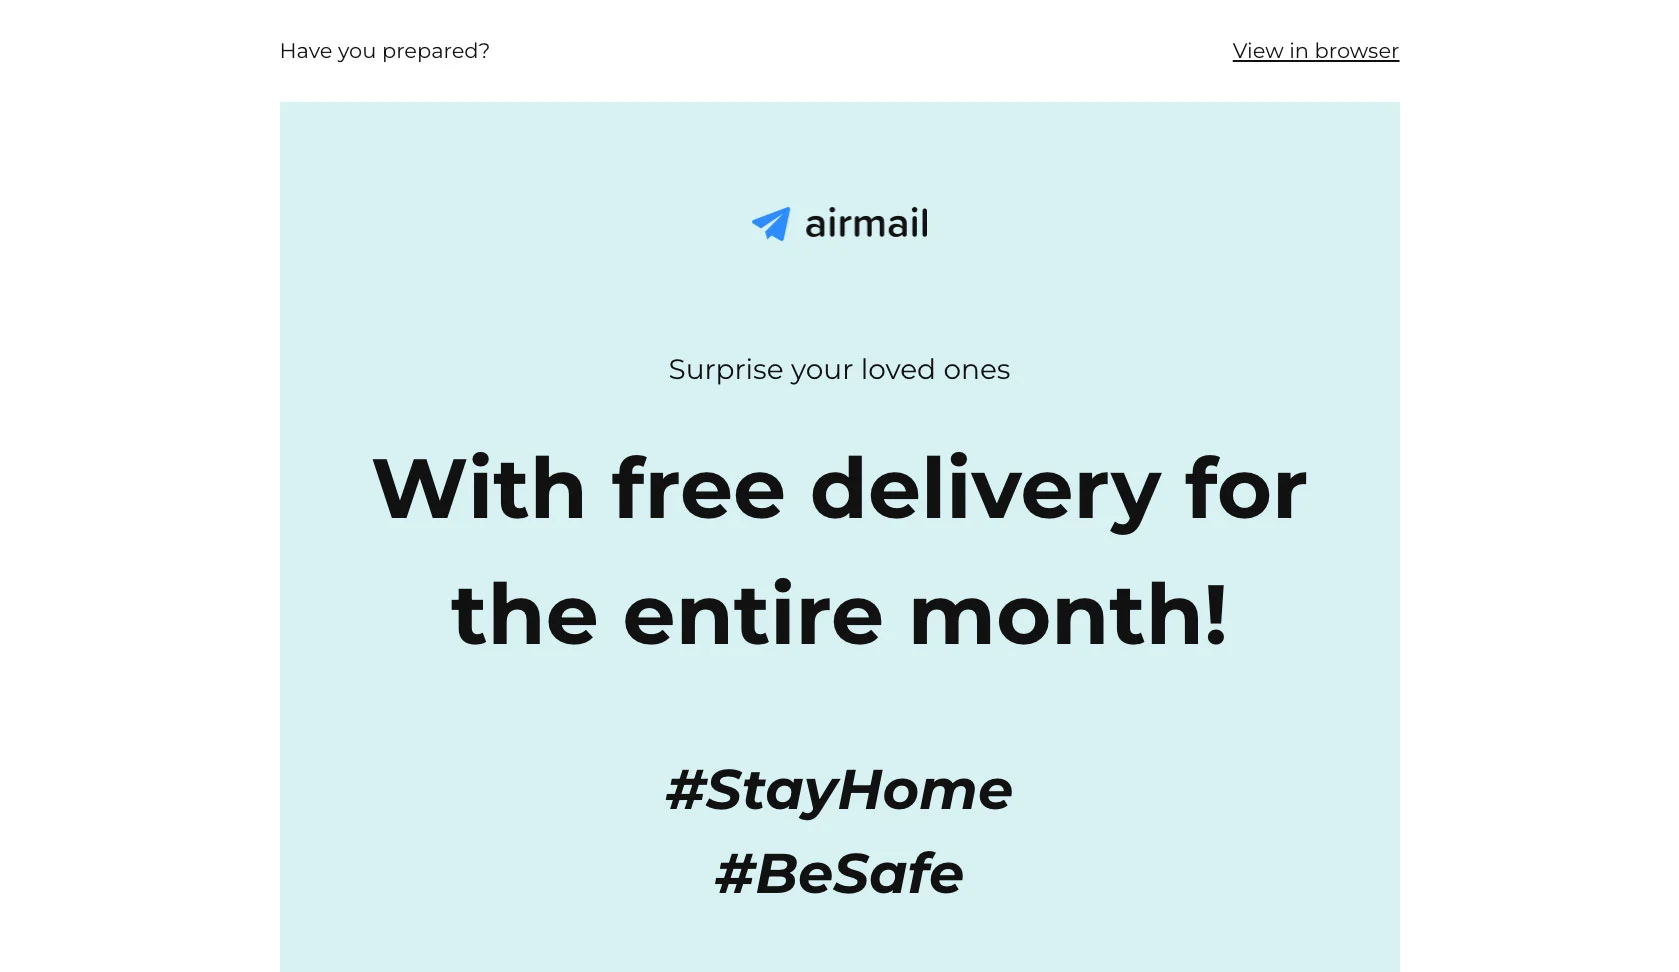 Have you prepared?
View in browser
airmail
Surprise your loved ones
With free delivery for
the entire month!
#StayHome
#BeSafe